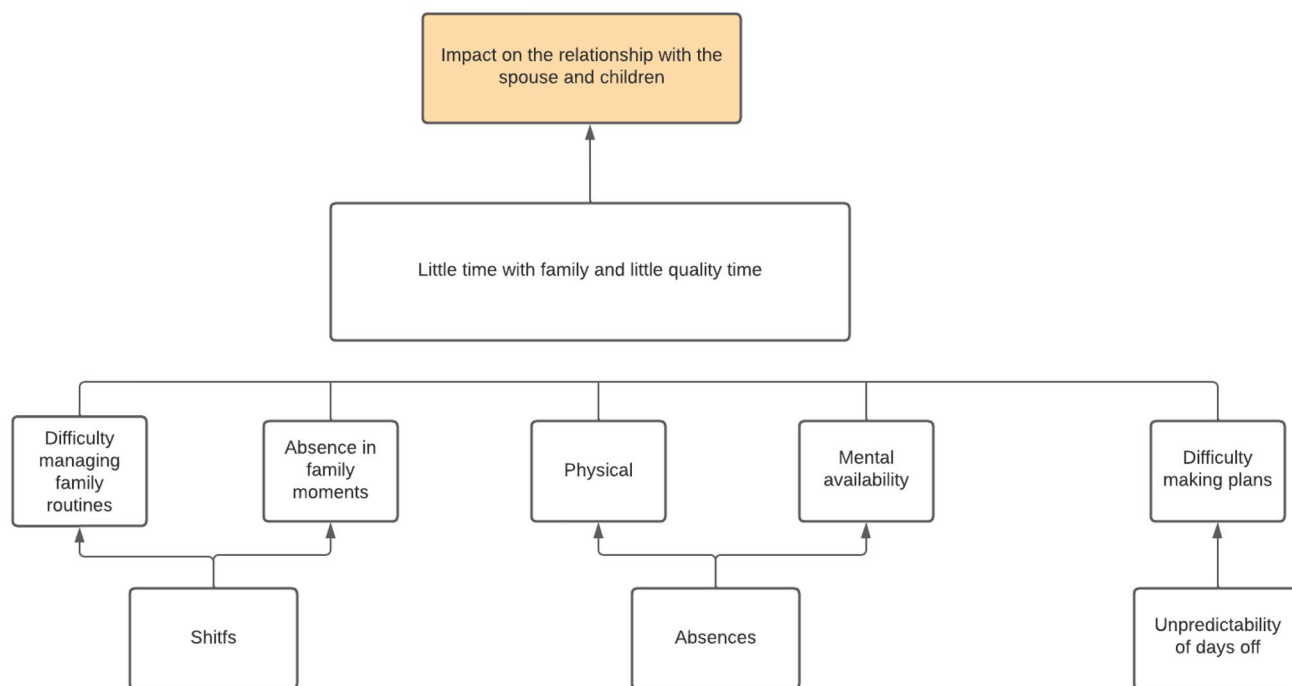 Impact on the relationship with the
spouse and children
Little time with family and little quality time
Difficulty
managing
family
routines
Absence in
family
moments
Physical
Mental
availability
Difficulty
making plans
Shitfs
Absences
Unpredictability
of days off